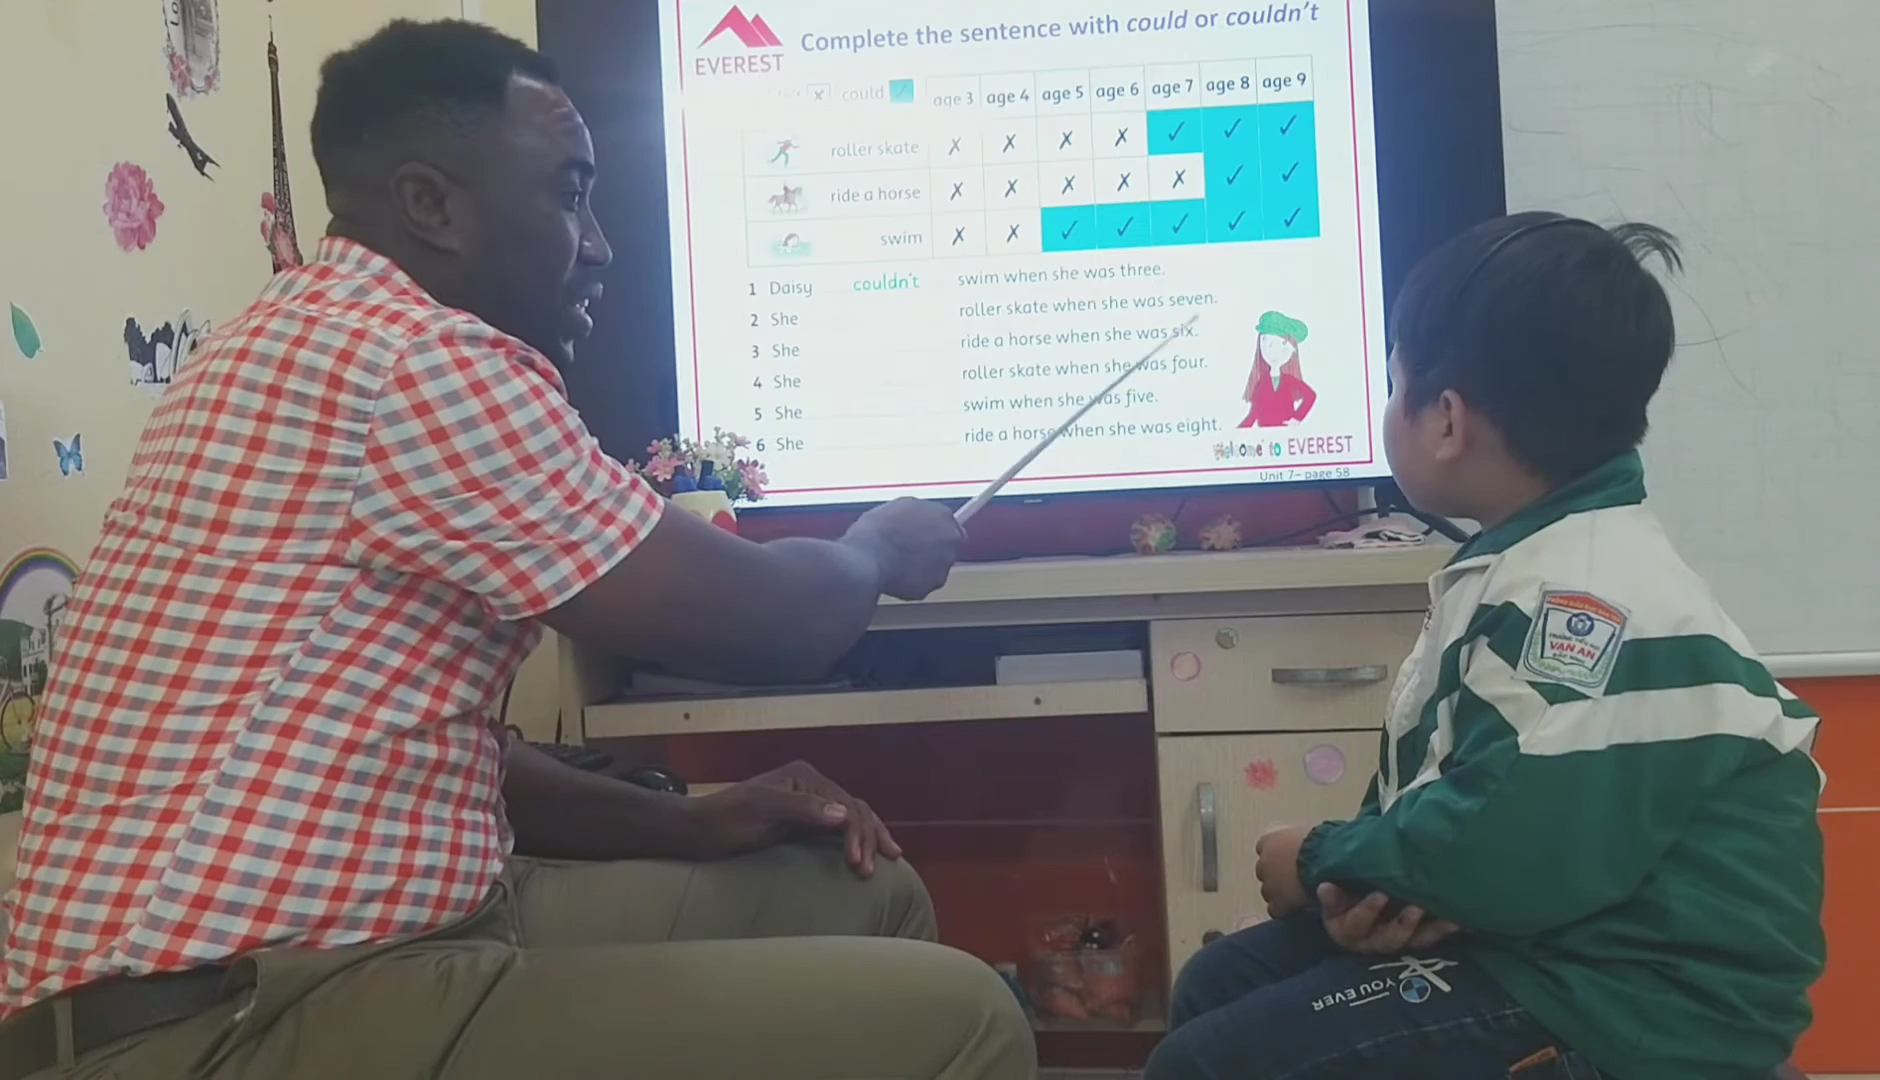 Complete the sentence with could or couldn't
EVEREST
x could ✓ age 3 age 4 age 5 age 6 age 7 age 8 age 9
roller skate ✗ ✗ ✗ ✗ ✓ ✓ ✓
ride a horse ✗ ✗ ✗ ✗ ✗ ✓ ✓
swim ✗ ✗ ✓ ✓ ✓ ✓ ✓
1 Daisy couldn't swim when she was three.
2 She roller skate when she was seven.
3 She ride a horse when she was six.
4 She roller skate when she was four.
5 She swim when she was five.
6 She ride a horse when she was eight.
Welcome to EVEREST
Unit 7– page 58
VẠN AN
YOU EVER